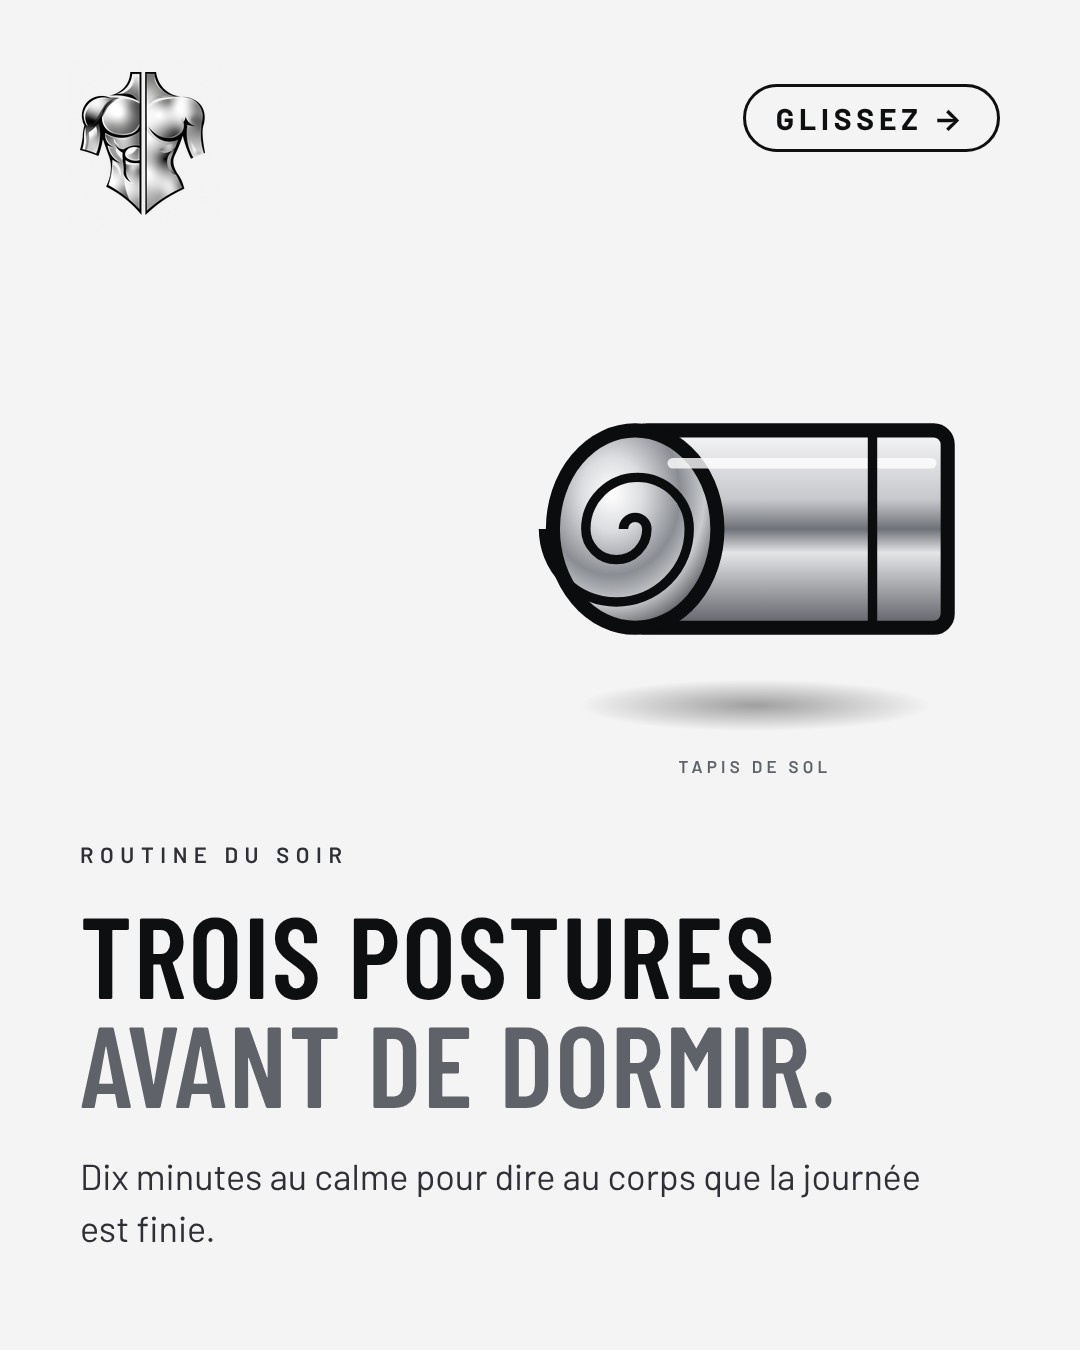 GLISSEZ →
TAPIS DE SOL
ROUTINE DU SOIR
TROIS POSTURES
AVANT DE DORMIR.
Dix minutes au calme pour dire au corps que la journée
est finie.